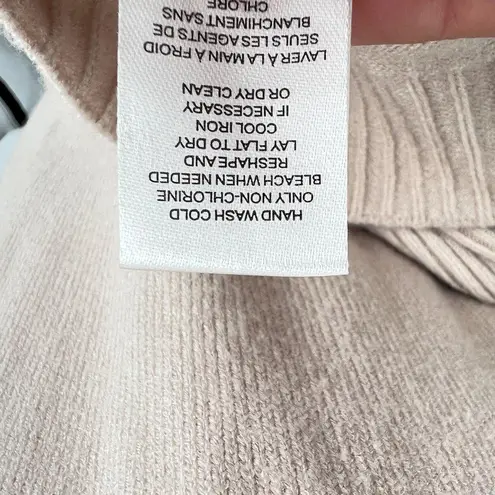 HAND WASH COLD
ONLY NON-CHLORINE
BLEACH WHEN NEEDED
RESHAPE AND
LAY FLAT TO DRY
COOL IRON
IF NECESSARY
OR DRY CLEAN
LAVER À LA MAIN À FROID
SEULS LES AGENTS DE
BLANCHIMENT SANS
CHLORE